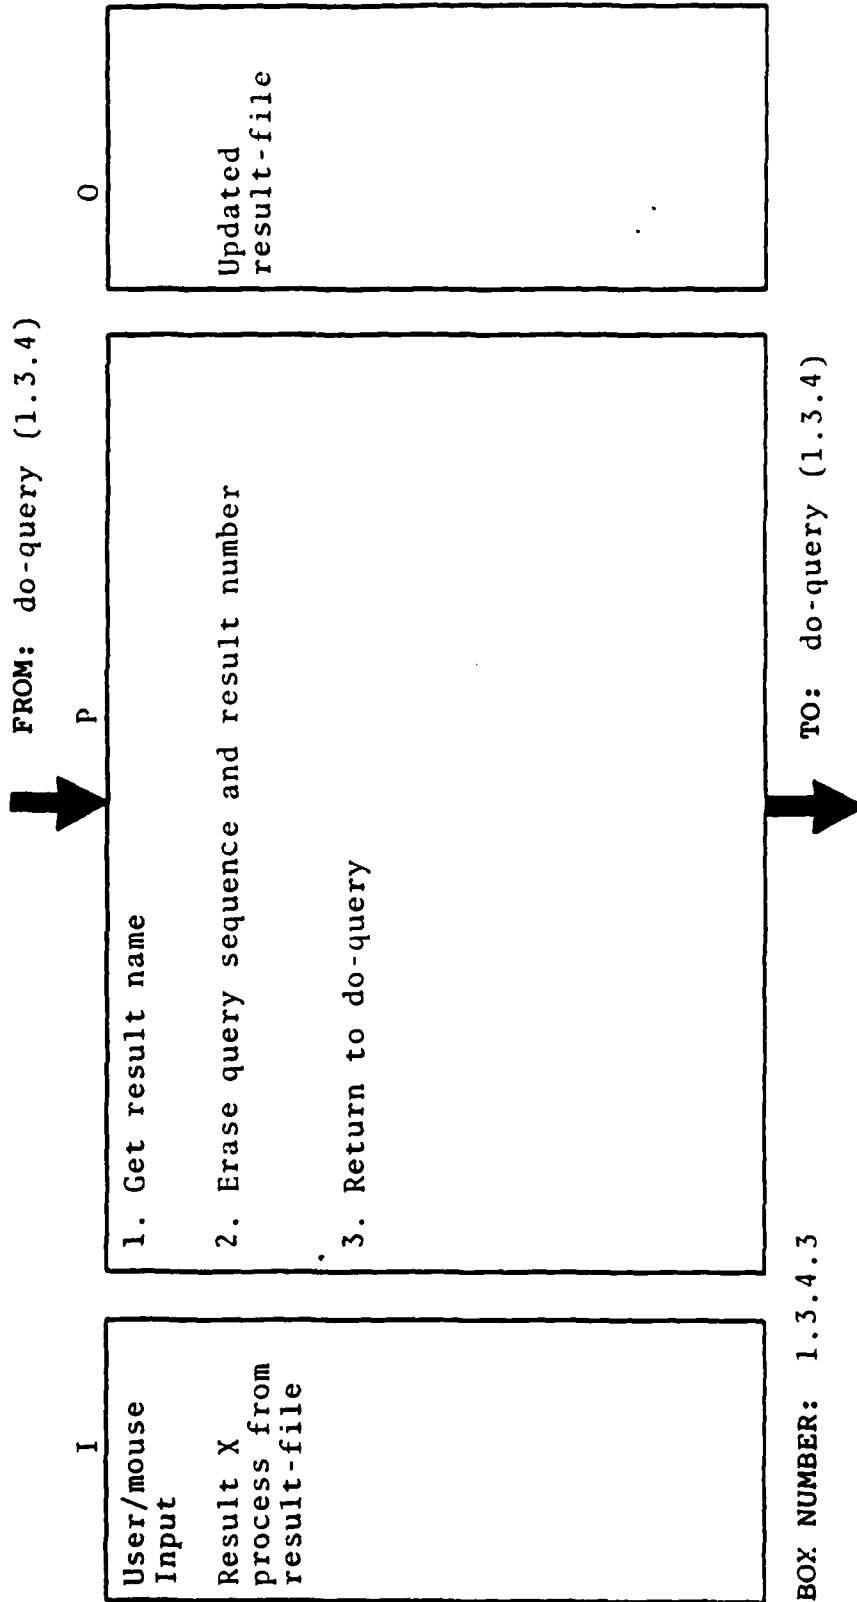 FROM: do-query (1.3.4)
I
P
O
User/mouse
Input
Result X
process from
result-file
1. Get result name
2. Erase query sequence and result number
3. Return to do-query
Updated
result-file
BOX NUMBER: 1.3.4.3
TO: do-query (1.3.4)